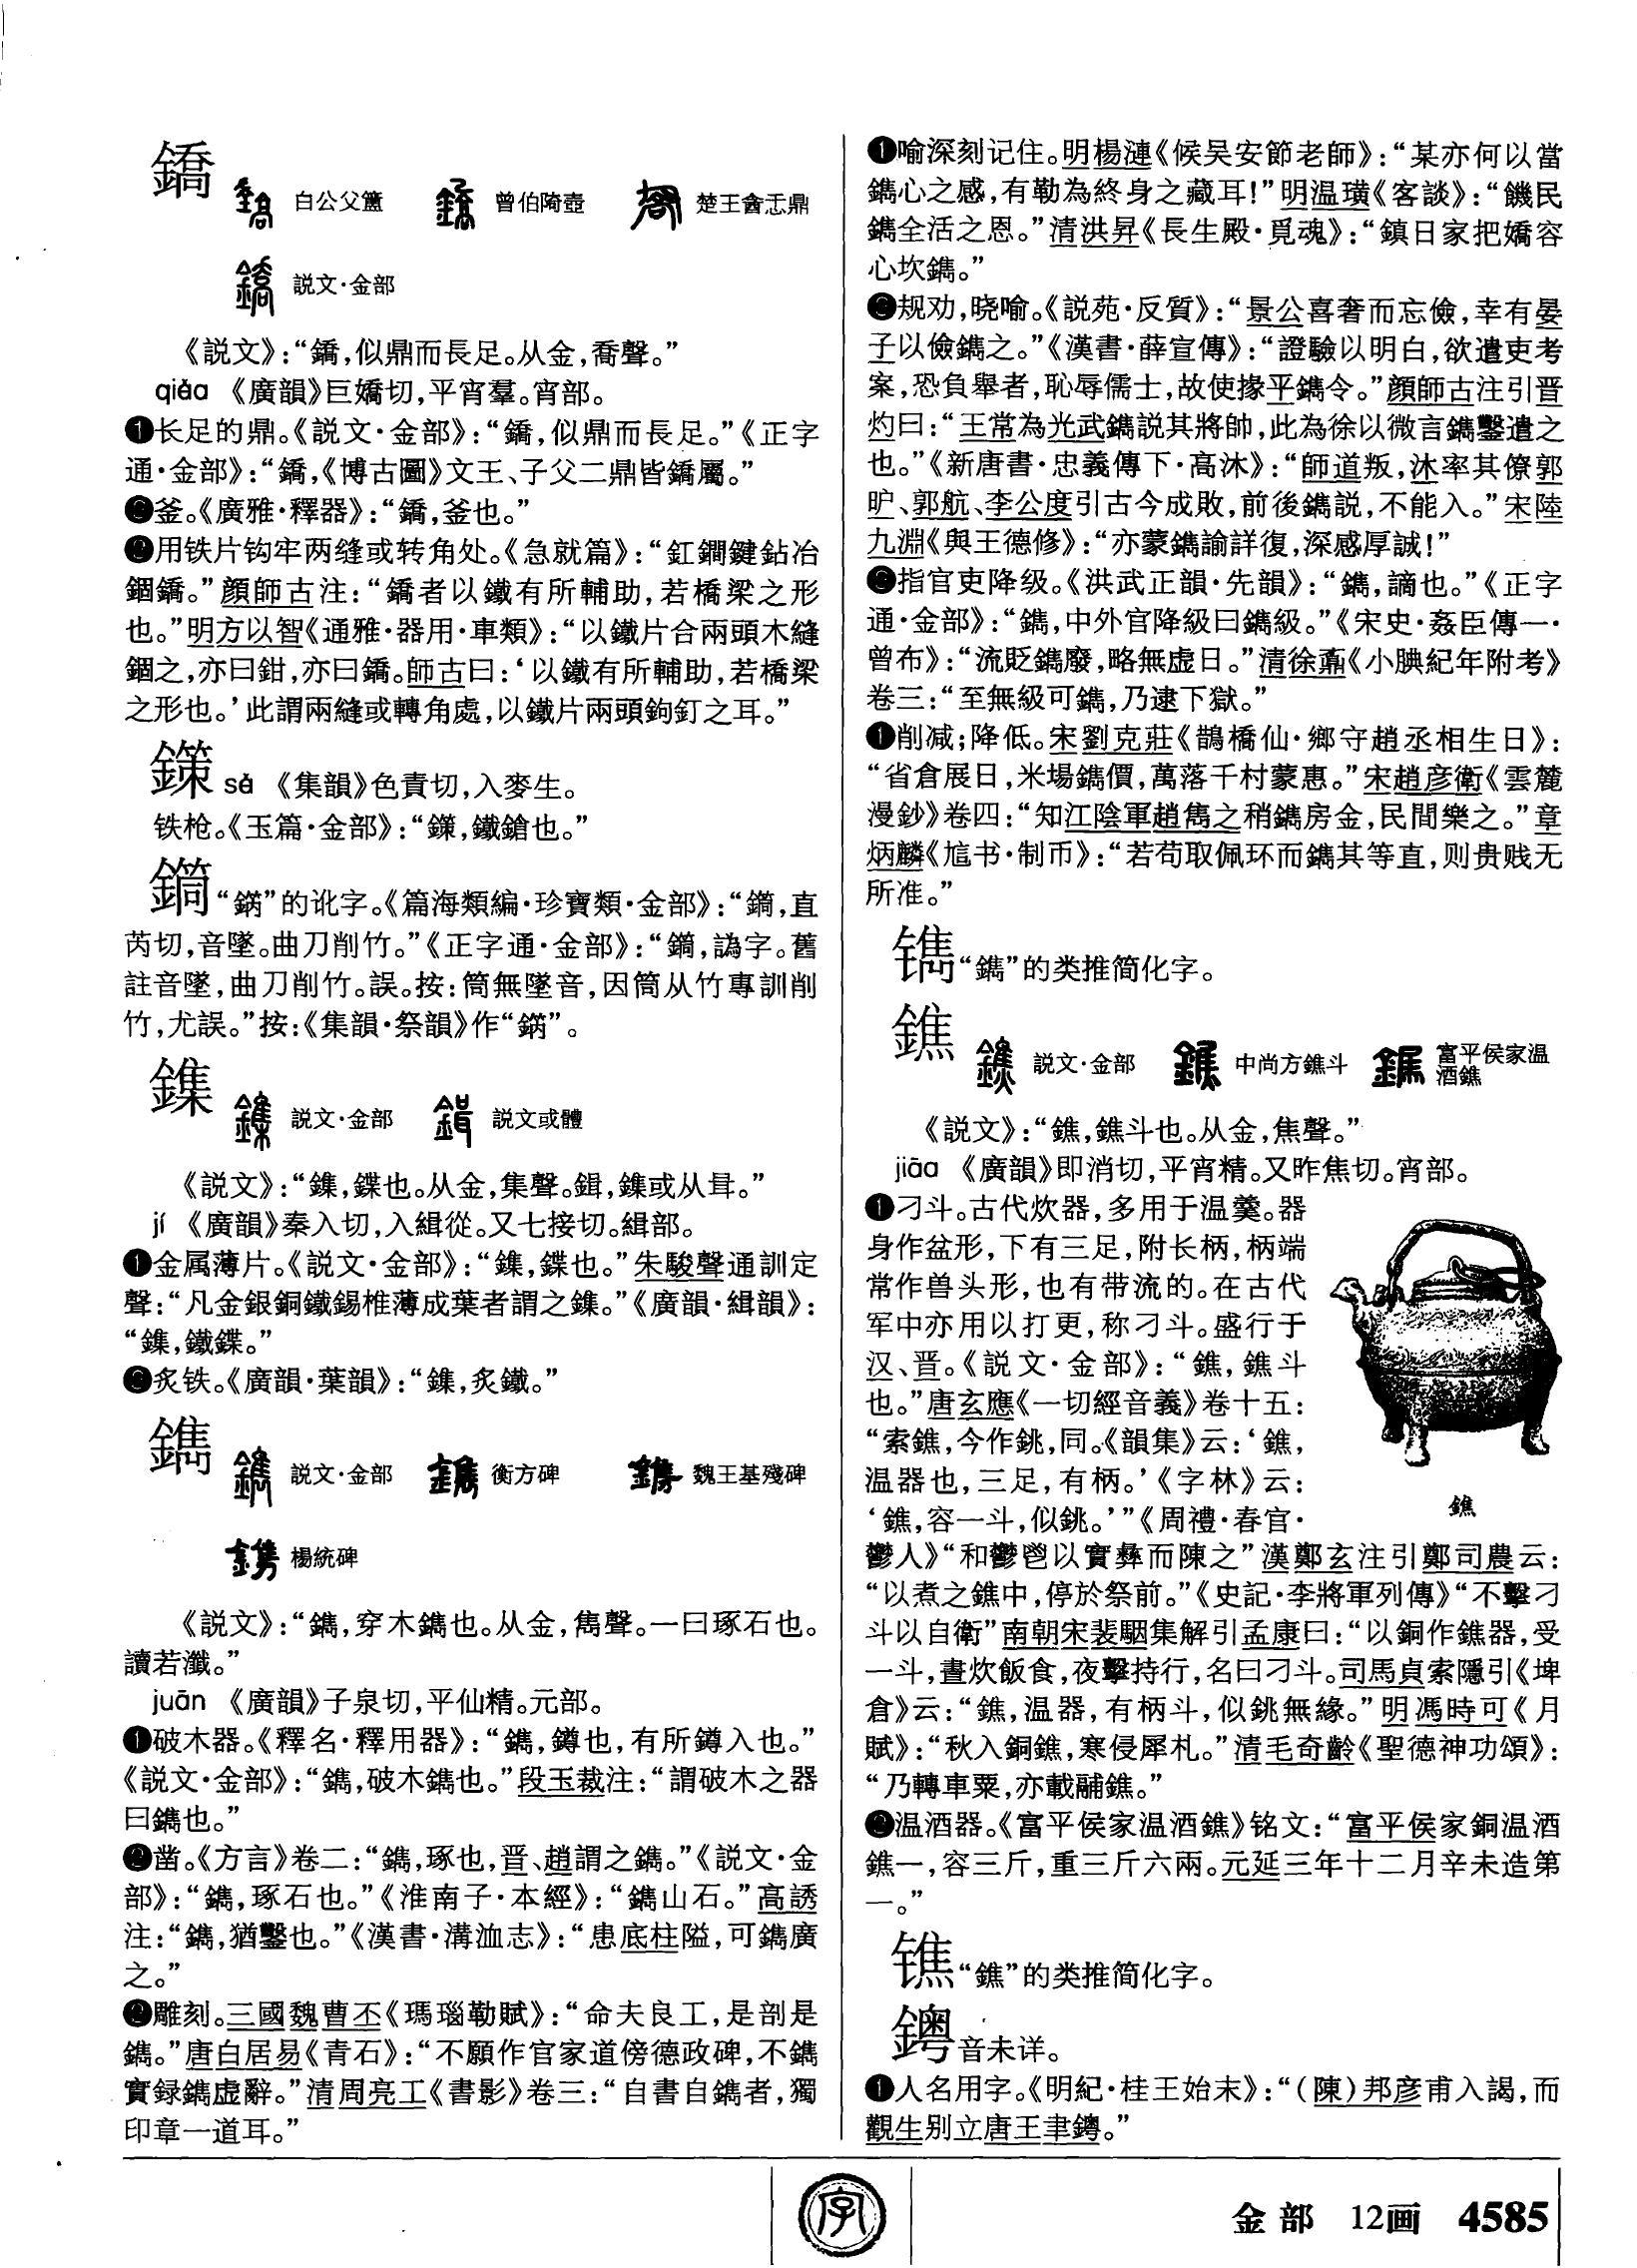 鐈 白公父簠 曾伯陭壺 楚王酓忎鼎
説文·金部
《説文》：“鐈，似鼎而長足。从金，喬聲。”
qiáo 《廣韻》巨嬌切，平宵羣。宵部。
❶长足的鼎。《説文·金部》：“鐈，似鼎而長足。”《正字
通·金部》：“鐈，《博古圖》文王、子父二鼎皆鐈屬。”
❷釜。《廣雅·釋器》：“鐈，釜也。”
❸用铁片钩牢两缝或转角处。《急就篇》：“釭鐧鍵鉆冶
錮鐈。”顔師古注：“鐈者以鐵有所輔助，若橋梁之形
也。”明方以智《通雅·器用·車類》：“以鐵片合兩頭木縫
錮之，亦曰鉗，亦曰鐈。師古曰：‘以鐵有所輔助，若橋梁
之形也。’此謂兩縫或轉角處，以鐵片兩頭鉤釘之耳。”
sè 《集韻》色責切，入麥生。
铁枪。《玉篇·金部》：“，鐵鎗也。”
“”的讹字。《篇海類編·珍寶類·金部》：“，直
芮切，音墜。曲刀削竹。”《正字通·金部》：“，譌字。舊
註音墜，曲刀削竹。誤。按：筒無墜音，因筒从竹專訓削
竹，尤誤。”按：《集韻·祭韻》作“”。
鏶 説文·金部 説文或體
《説文》：“鏶，鍱也。从金，集聲。鍓，鏶或从咠。”
jí 《廣韻》秦入切，入緝從。又七接切。緝部。
❶金属薄片。《説文·金部》：“鏶，鍱也。”朱駿聲通訓定
聲：“凡金銀銅鐵錫椎薄成葉者謂之鏶。”《廣韻·緝韻》：
“鏶，鐵鍱。”
❷炙铁。《廣韻·葉韻》：“鏶，炙鐵。”
鐫 説文·金部 衡方碑 魏王基殘碑
楊統碑
《説文》：“鐫，穿木鐫也。从金，雋聲。一曰琢石也。
讀若瀸。”
juān 《廣韻》子泉切，平仙精。元部。
❶破木器。《釋名·釋用器》：“鐫，鐏也，有所鐏入也。”
《説文·金部》：“鐫，破木鐫也。”段玉裁注：“謂破木之器
曰鐫也。”
❷凿。《方言》卷二：“鐫，琢也，晋、趙謂之鐫。”《説文·金
部》：“鐫，琢石也。”《淮南子·本經》：“鐫山石。”高誘
注：“鐫，猶鑿也。”《漢書·溝洫志》：“患底柱隘，可鐫廣
之。”
❸雕刻。三國魏曹丕《瑪瑙勒賦》：“命夫良工，是剖是
鐫。”唐白居易《青石》：“不願作官家道傍德政碑，不鐫
實録鐫虚辭。”清周亮工《書影》卷三：“自書自鐫者，獨
印章一道耳。”
❹喻深刻记住。明楊漣《候吴安節老師》：“某亦何以當
鐫心之感，有勒為終身之藏耳！”明温璜《客談》：“饑民
鐫全活之恩。”清洪昇《長生殿·覓魂》：“鎮日家把嬌容
心坎鐫。”
❺规劝，晓喻。《説苑·反質》：“景公喜奢而忘儉，幸有晏
子以儉鐫之。”《漢書·薛宣傳》：“證驗以明白，欲遣吏考
案，恐負舉者，恥辱儒士，故使掾平鐫令。”顔師古注引晋
灼曰：“王常為光武鐫説其將帥，此為徐以微言鐫鑿遣之
也。”《新唐書·忠義傳下·高沐》：“師道叛，沐率其僚郭
昈、郭航、李公度引古今成敗，前後鐫説，不能入。”宋陸
九淵《與王德修》：“亦蒙鐫諭詳復，深感厚誠！”
❻指官吏降级。《洪武正韻·先韻》：“鐫，謫也。”《正字
通·金部》：“鐫，中外官降級曰鐫級。”《宋史·姦臣傳一·
曾布》：“流貶鐫廢，略無虚日。”清徐鼒《小腆紀年附考》
卷三：“至無級可鐫，乃逮下獄。”
❼削减；降低。宋劉克莊《鵲橋仙·鄉守趙丞相生日》：
“省倉展日，米場鐫價，萬落千村蒙惠。”宋趙彦衛《雲麓
漫鈔》卷四：“知江陰軍趙雋之稍鐫房金，民間樂之。”章
炳麟《訄书·制币》：“若苟取佩环而鐫其等直，则贵贱无
所准。”
镌“鐫”的类推简化字。
鐎 説文·金部 中尚方鐎斗 富平侯家温
酒鐎
《説文》：“鐎，鐎斗也。从金，焦聲。”
jiāo 《廣韻》即消切，平宵精。又昨焦切。宵部。
❶刁斗。古代炊器，多用于温羹。器
身作盆形，下有三足，附长柄，柄端
常作兽头形，也有带流的。在古代
军中亦用以打更，称刁斗。盛行于
汉、晋。《説文·金部》：“鐎，鐎斗
也。”唐玄應《一切經音義》卷十五：
“索鐎，今作銚，同。《韻集》云：‘鐎，
温器也，三足，有柄。’《字林》云：
‘鐎，容一斗，似銚。’”《周禮·春官·
鐎
鬱人》“和鬱鬯以實彝而陳之”漢鄭玄注引鄭司農云：
“以煮之鐎中，停於祭前。”《史記·李將軍列傳》“不擊刁
斗以自衛”南朝宋裴駰集解引孟康曰：“以銅作鐎器，受
一斗，晝炊飯食，夜擊持行，名曰刁斗。司馬貞索隱引《埤
倉》云：“鐎，温器，有柄斗，似銚無緣。”明馮時可《月
賦》：“秋入銅鐎，寒侵犀札。”清毛奇齡《聖德神功頌》：
“乃轉車粟，亦載鬴鐎。”
❷温酒器。《富平侯家温酒鐎》铭文：“富平侯家銅温酒
鐎一，容三斤，重三斤六兩。元延三年十二月辛未造第
一。”
“鐎”的类推简化字。
音未详。
❶人名用字。《明紀·桂王始末》：“（陳）邦彦甫入謁，而
觀生别立唐王聿。”
字
金部 12画 4585